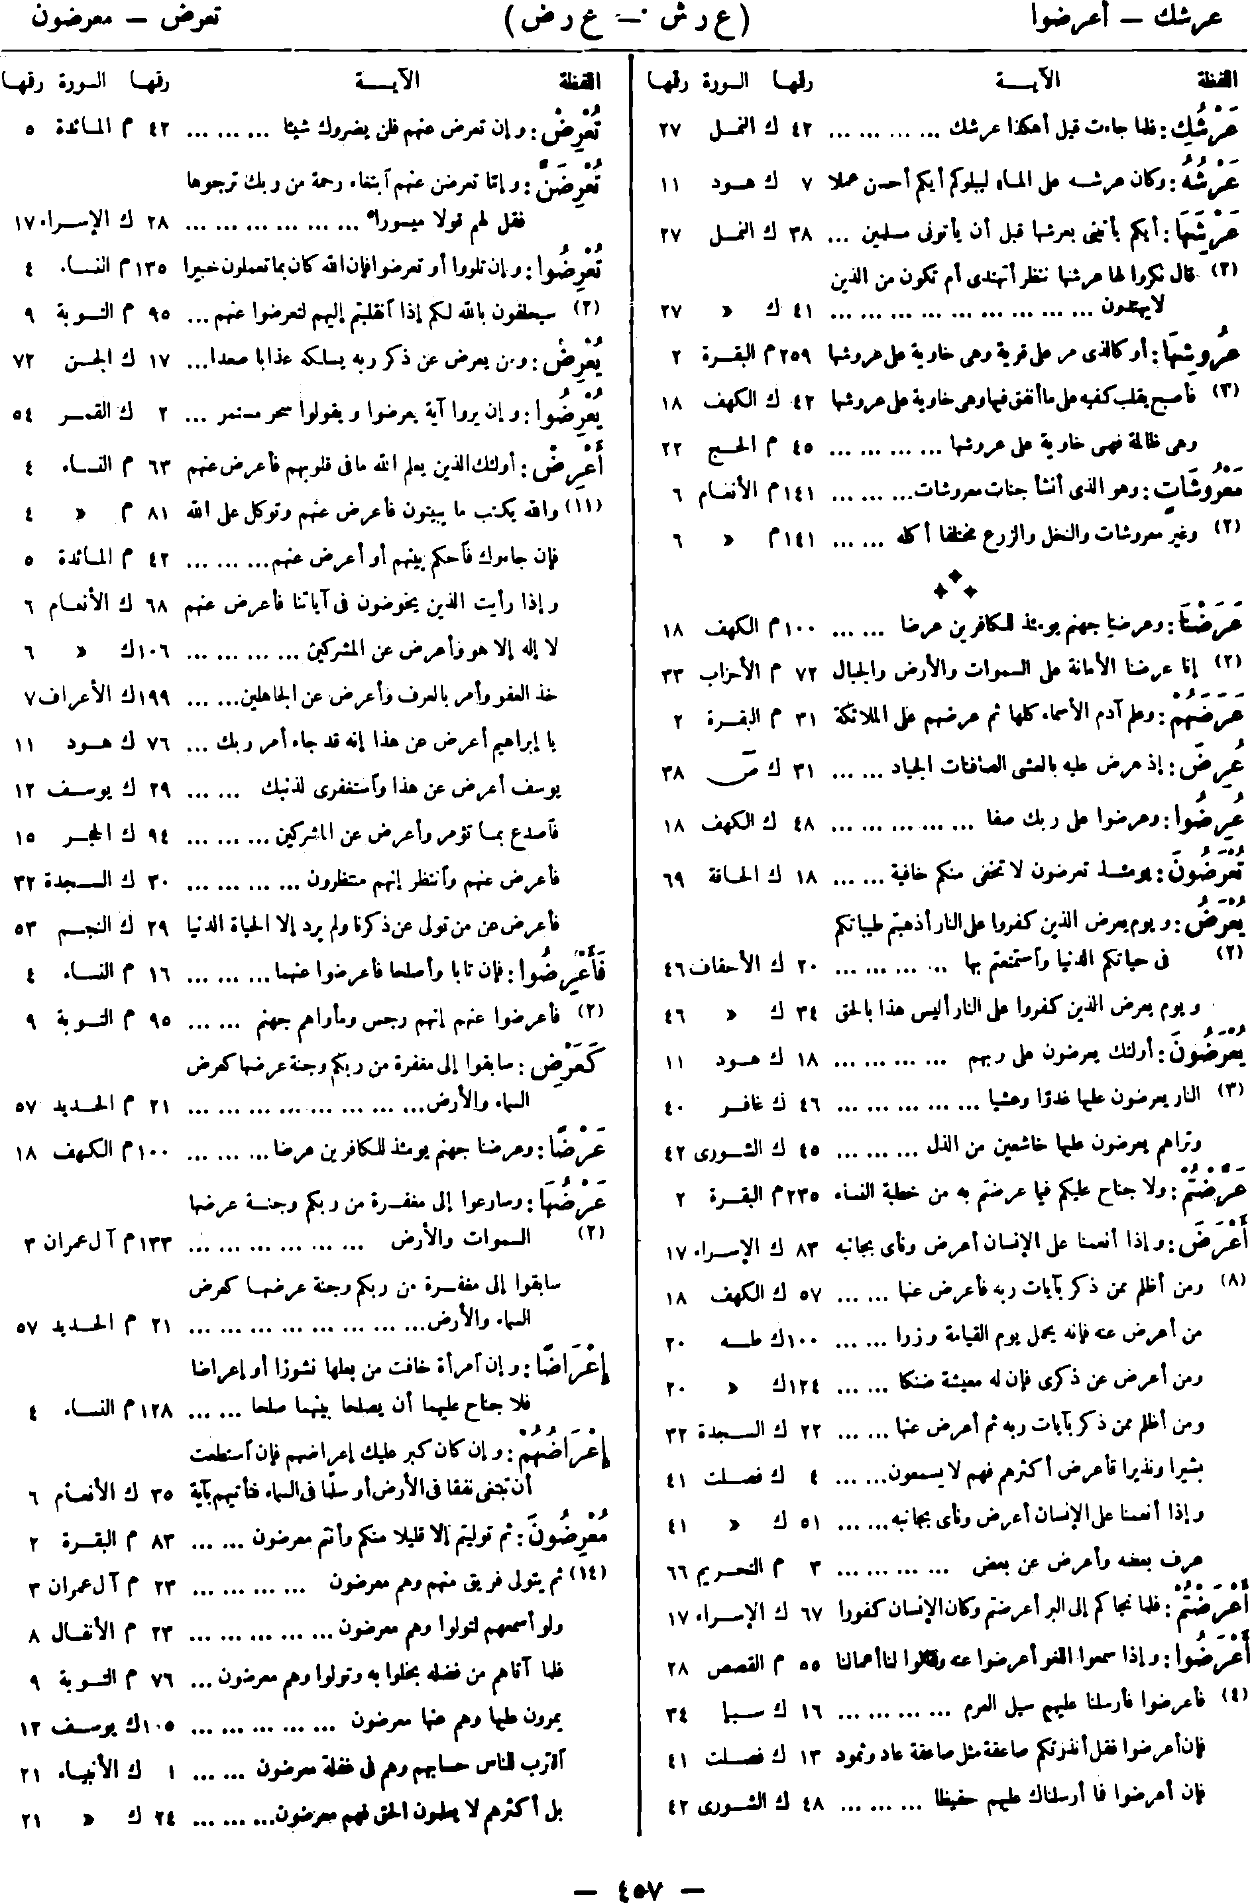 عرشك – أعرضوا (ع ر ش – ع ر ض) تعرض – معرضون
اللفظة الآيـــة رقمها السورة رقمها
عَرْشُكِ: فلما جاءت قيل أهكذا عرشك ... ... ... ... ٤٢ ك النمل ٢٧
عَرْشُهُ: وكان عرشه على الماء ليبلوكم أيكم أحسن عملا ٧ ك هود ١١
عَرْشِهَا: أيكم يأتينى بعرشها قبل أن يأتونى مسلمين ... ٣٨ ك النمل ٢٧
(٢) قال نكروا لها عرشها ننظر أتهتدى أم تكون من الذين
لا يهتدون ... ... ... ... ... ... ... ... ... ٤١ ك » ٢٧
عُرُوشِهَا: أو كالذى مر على قرية وهى خاوية على عروشها ٢٥٩ م البقرة ٢
(٣) فأصبح يقلب كفيه على ما أنفق فيها وهى خاوية على عروشها ٤٢ ك الكهف ١٨
وهى ظالمة فهى خاوية على عروشها ... ... ... ... ٤٥ م الحج ٢٢
مَعْرُوشَاتٍ: وهو الذى أنشأ جنات معروشات... ... ... ١٤١ م الأنعام ٦
(٢) وغير معروشات والنخل والزرع مختلفا أكله ... ... ١٤١ م » ٦
عَرَضْنَا: وعرضنا جهنم يومئذ للكافرين عرضا ... ... ١٠٠ م الكهف ١٨
(٢) إنا عرضنا الأمانة على السموات والأرض والجبال ٧٢ م الأحزاب ٣٣
عَرَضَهُمْ: وعلم آدم الأسماء كلها ثم عرضهم على الملائكة ٣١ م البقرة ٢
عُرِضَ: إذ عرض عليه بالعشى الصافنات الجياد ... ... ٣١ ك صٓ ٣٨
عُرِضُوا: وعرضوا على ربك صفا ... ... ... ... ... ٤٨ ك الكهف ١٨
تُعْرَضُونَ: يومئذ تعرضون لا تخفى منكم خافية ... ... ١٨ ك الحاقة ٦٩
يُعْرَضُ: ويوم يعرض الذين كفروا على النار أذهبتم طيباتكم
(٢) فى حياتكم الدنيا وٱستمتعتم بها ... ... ... ... ٢٠ ك الأحقاف ٤٦
ويوم يعرض الذين كفروا على النار أليس هذا بالحق ٣٤ ك » ٤٦
يُعْرَضُونَ: أولئك يعرضون على ربهم ... ... ... ... ١٨ ك هود ١١
(٣) النار يعرضون عليها غدوّا وعشيا ... ... ... ... ... ٤٦ ك غافر ٤٠
وتراهم يعرضون عليها خاشعين من الذل ... ... ... ٤٥ ك الشورى ٤٢
عَرَّضْتُمْ: ولا جناح عليكم فيما عرضتم به من خطبة النساء ٢٣٥ م البقرة ٢
أَعْرَضَ: وإذا أنعمنا على الإنسان أعرض ونأى بجانبه ٨٣ ك الإسراء ١٧
(٨) ومن أظلم ممن ذكر بآيات ربه فأعرض عنها ... ... ٥٧ ك الكهف ١٨
من أعرض عنه فإنه يحمل يوم القيامة وزرا ... ... ١٠٠ ك طه ٢٠
ومن أعرض عن ذكرى فإن له معيشة ضنكا ... ... ١٢٤ ك » ٢٠
ومن أظلم ممن ذكر بآيات ربه ثم أعرض عنها ... ... ٢٢ ك السجدة ٣٢
بشيرا ونذيرا فأعرض أكثرهم فهم لا يسمعون... ... ٤ ك فصلت ٤١
وإذا أنعمنا على الإنسان أعرض ونأى بجانبه... ... ٥١ ك » ٤١
عرف بعضه وأعرض عن بعض ... ... ... ... ٣ م التحريم ٦٦
أَعْرَضْتُمْ: فلما نجاكم إلى البر أعرضتم وكان الإنسان كفورا ٦٧ ك الإسراء ١٧
أَعْرَضُوا: وإذا سمعوا اللغو أعرضوا عنه وقالوا لنا أعمالنا ٥٥ م القصص ٢٨
(٤) فأعرضوا فأرسلنا عليهم سيل العرم ... ... ... ... ١٦ ك سبإ ٣٤
فإن أعرضوا فقل أنذرتكم صاعقة مثل صاعقة عاد وثمود ١٣ ك فصلت ٤١
فإن أعرضوا فما أرسلناك عليهم حفيظا ... ... ... ٤٨ ك الشورى ٤٢
اللفظة الآيـــة رقمها السورة رقمها
تُعْرِضْ: وإن تعرض عنهم فلن يضروك شيئا ... ... ... ٤٢ م المائدة ٥
تُعْرِضَنَّ: وإمّا تعرضن عنهم ٱبتغاء رحمة من ربك ترجوها
فقل لهم قولا ميسورا ... ... ... ... ... ... ٢٨ ك الإسراء ١٧
تُعْرِضُوا: وإن تلووا أو تعرضوا فإن الله كان بما تعملون خبيرا ١٣٥ م النساء ٤
(٢) سيحلفون بالله لكم إذا ٱنقلبتم إليهم لتعرضوا عنهم ... ٩٥ م التوبة ٩
يُعْرِضْ: ومن يعرض عن ذكر ربه يسلكه عذابا صعدا... ١٧ ك الجن ٧٢
يُعْرِضُوا: وإن يروا آية يعرضوا ويقولوا سحر مستمر ... ٢ ك القمر ٥٤
أَعْرِضْ: أولئك الذين يعلم الله ما فى قلوبهم فأعرض عنهم ٦٣ م النساء ٤
(١١) والله يكتب ما يبيتون فأعرض عنهم وتوكل على الله ٨١ م » ٤
فإن جاءوك فٱحكم بينهم أو أعرض عنهم... ... ... ٤٢ م المائدة ٥
وإذا رأيت الذين يخوضون فى آياتنا فأعرض عنهم ٦٨ ك الأنعام ٦
لا إله إلا هو وأعرض عن المشركين ... ... ... ... ١٠٦ ك » ٦
خذ العفو وأمر بالعرف وأعرض عن الجاهلين... ... ١٩٩ ك الأعراف ٧
يا إبراهيم أعرض عن هذا إنه قد جاء أمر ربك ... ٧٦ ك هود ١١
يوسف أعرض عن هذا وٱستغفرى لذنبك ... ... ٢٩ ك يوسف ١٢
فٱصدع بما تؤمر وأعرض عن المشركين ... ... ... ٩٤ ك الحجر ١٥
فأعرض عنهم وٱنتظر إنهم منتظرون ... ... ... ... ٣٠ ك السجدة ٣٢
فأعرض عن من تولى عن ذكرنا ولم يرد إلا الحياة الدنيا ٢٩ ك النجم ٥٣
فَأَعْرِضُوا: فإن تابا وأصلحا فأعرضوا عنهما... ... ... ١٦ م النساء ٤
(٢) فأعرضوا عنهم إنهم رجس ومأواهم جهنم ... ... ٩٥ م التوبة ٩
كَعَرْضِ: سابقوا إلى مغفرة من ربكم وجنة عرضها كعرض
السماء والأرض... ... ... ... ... ... ... ... ٢١ م الحديد ٥٧
عَرْضًا: وعرضنا جهنم يومئذ للكافرين عرضا ... ... ... ١٠٠ م الكهف ١٨
عَرْضُهَا: وسارعوا إلى مغفرة من ربكم وجنة عرضها
(٢) السموات والأرض ... ... ... ... ... ... ١٣٣ م آل عمران ٣
سابقوا إلى مغفرة من ربكم وجنة عرضها كعرض
السماء والأرض... ... ... ... ... ... ... ... ٢١ م الحديد ٥٧
إِعْرَاضًا: وإن ٱمرأة خافت من بعلها نشوزا أو إعراضا
فلا جناح عليهما أن يصلحا بينهما صلحا ... ... ١٢٨ م النساء ٤
إِعْرَاضُهُمْ: وإن كان كبر عليك إعراضهم فإن ٱستطعت
أن تبتغى نفقا فى الأرض أو سلّما فى السماء فتأتيهم بآية ٣٥ ك الأنعام ٦
مُعْرِضُونَ: ثم توليتم إلا قليلا منكم وأنتم معرضون ... ... ٨٣ م البقرة ٢
(١٤) ثم يتولى فريق منهم وهم معرضون ... ... ... ... ٢٣ م آل عمران ٣
ولو أسمعهم لتولوا وهم معرضون... ... ... ... ... ٢٣ م الأنفال ٨
فلما آتاهم من فضله بخلوا به وتولوا وهم معرضون ... ٧٦ م التوبة ٩
يمرون عليها وهم عنها معرضون ... ... ... ... ... ١٠٥ ك يوسف ١٢
ٱقترب للناس حسابهم وهم فى غفلة معرضون ... ... ١ ك الأنبياء ٢١
بل أكثرهم لا يعلمون الحق فهم معرضون... ... ... ٢٤ ك » ٢١
– ٤٥٧ –